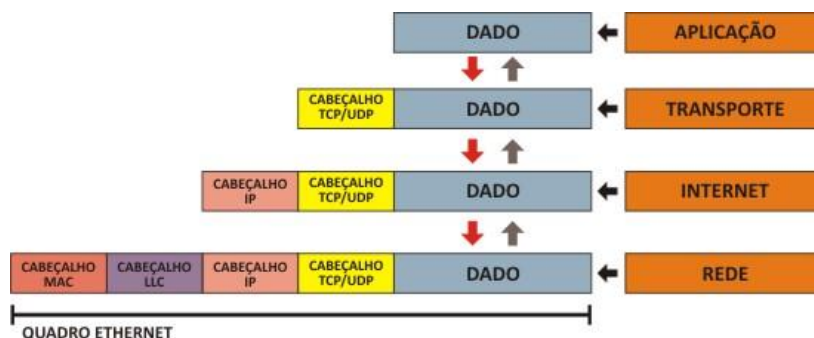 DADO
APLICAÇÃO
CABEÇALHO
TCP/UDP
DADO
TRANSPORTE
CABEÇALHO
IP
CABEÇALHO
TCP/UDP
DADO
INTERNET
CABEÇALHO
MAC
CABEÇALHO
LLC
CABEÇALHO
IP
CABEÇALHO
TCP/UDP
DADO
REDE
QUADRO ETHERNET